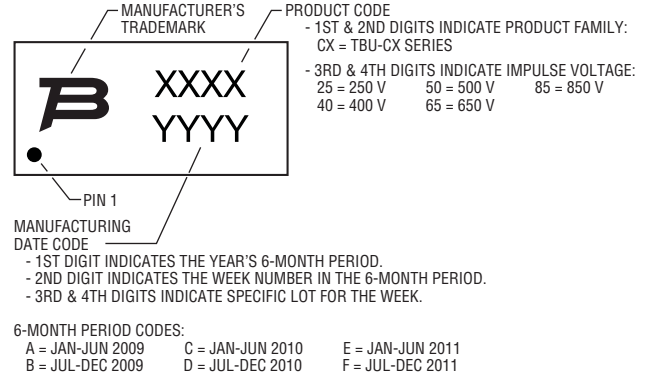 MANUFACTURER'S
TRADEMARK
PRODUCT CODE
- 1ST & 2ND DIGITS INDICATE PRODUCT FAMILY:
CX = TBU-CX SERIES
- 3RD & 4TH DIGITS INDICATE IMPULSE VOLTAGE:
25 = 250 V 50 = 500 V 85 = 850 V
40 = 400 V 65 = 650 V
B
XXXX
YYYY
PIN 1
MANUFACTURING
DATE CODE
- 1ST DIGIT INDICATES THE YEAR'S 6-MONTH PERIOD.
- 2ND DIGIT INDICATES THE WEEK NUMBER IN THE 6-MONTH PERIOD.
- 3RD & 4TH DIGITS INDICATE SPECIFIC LOT FOR THE WEEK.
6-MONTH PERIOD CODES:
A = JAN-JUN 2009 C = JAN-JUN 2010 E = JAN-JUN 2011
B = JUL-DEC 2009 D = JUL-DEC 2010 F = JUL-DEC 2011